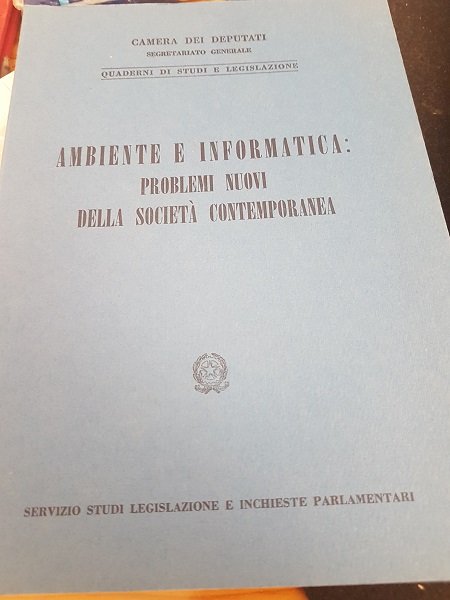 CAMERA DEI DEPUTATI
SEGRETARIATO GENERALE
QUADERNI DI STUDI E LEGISLAZIONE
AMBIENTE E INFORMATICA:
PROBLEMI NUOVI
DELLA SOCIETÀ CONTEMPORANEA
SERVIZIO STUDI LEGISLAZIONE E INCHIESTE PARLAMENTARI